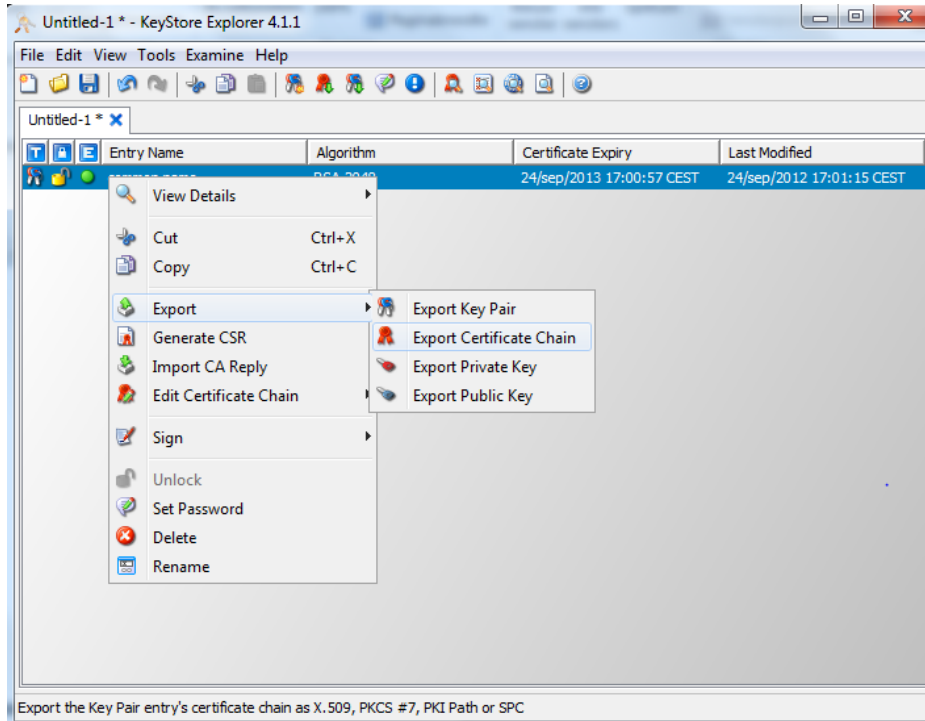 Untitled-1 * - KeyStore Explorer 4.1.1
File Edit View Tools Examine Help
Untitled-1 *
T E Entry Name Algorithm Certificate Expiry Last Modified
common name RSA 2048 24/sep/2013 17:00:57 CEST 24/sep/2012 17:01:15 CEST
View Details
Cut Ctrl+X
Copy Ctrl+C
Export
Generate CSR
Import CA Reply
Edit Certificate Chain
Sign
Unlock
Set Password
Delete
Rename
Export Key Pair
Export Certificate Chain
Export Private Key
Export Public Key
Export the Key Pair entry's certificate chain as X.509, PKCS #7, PKI Path or SPC